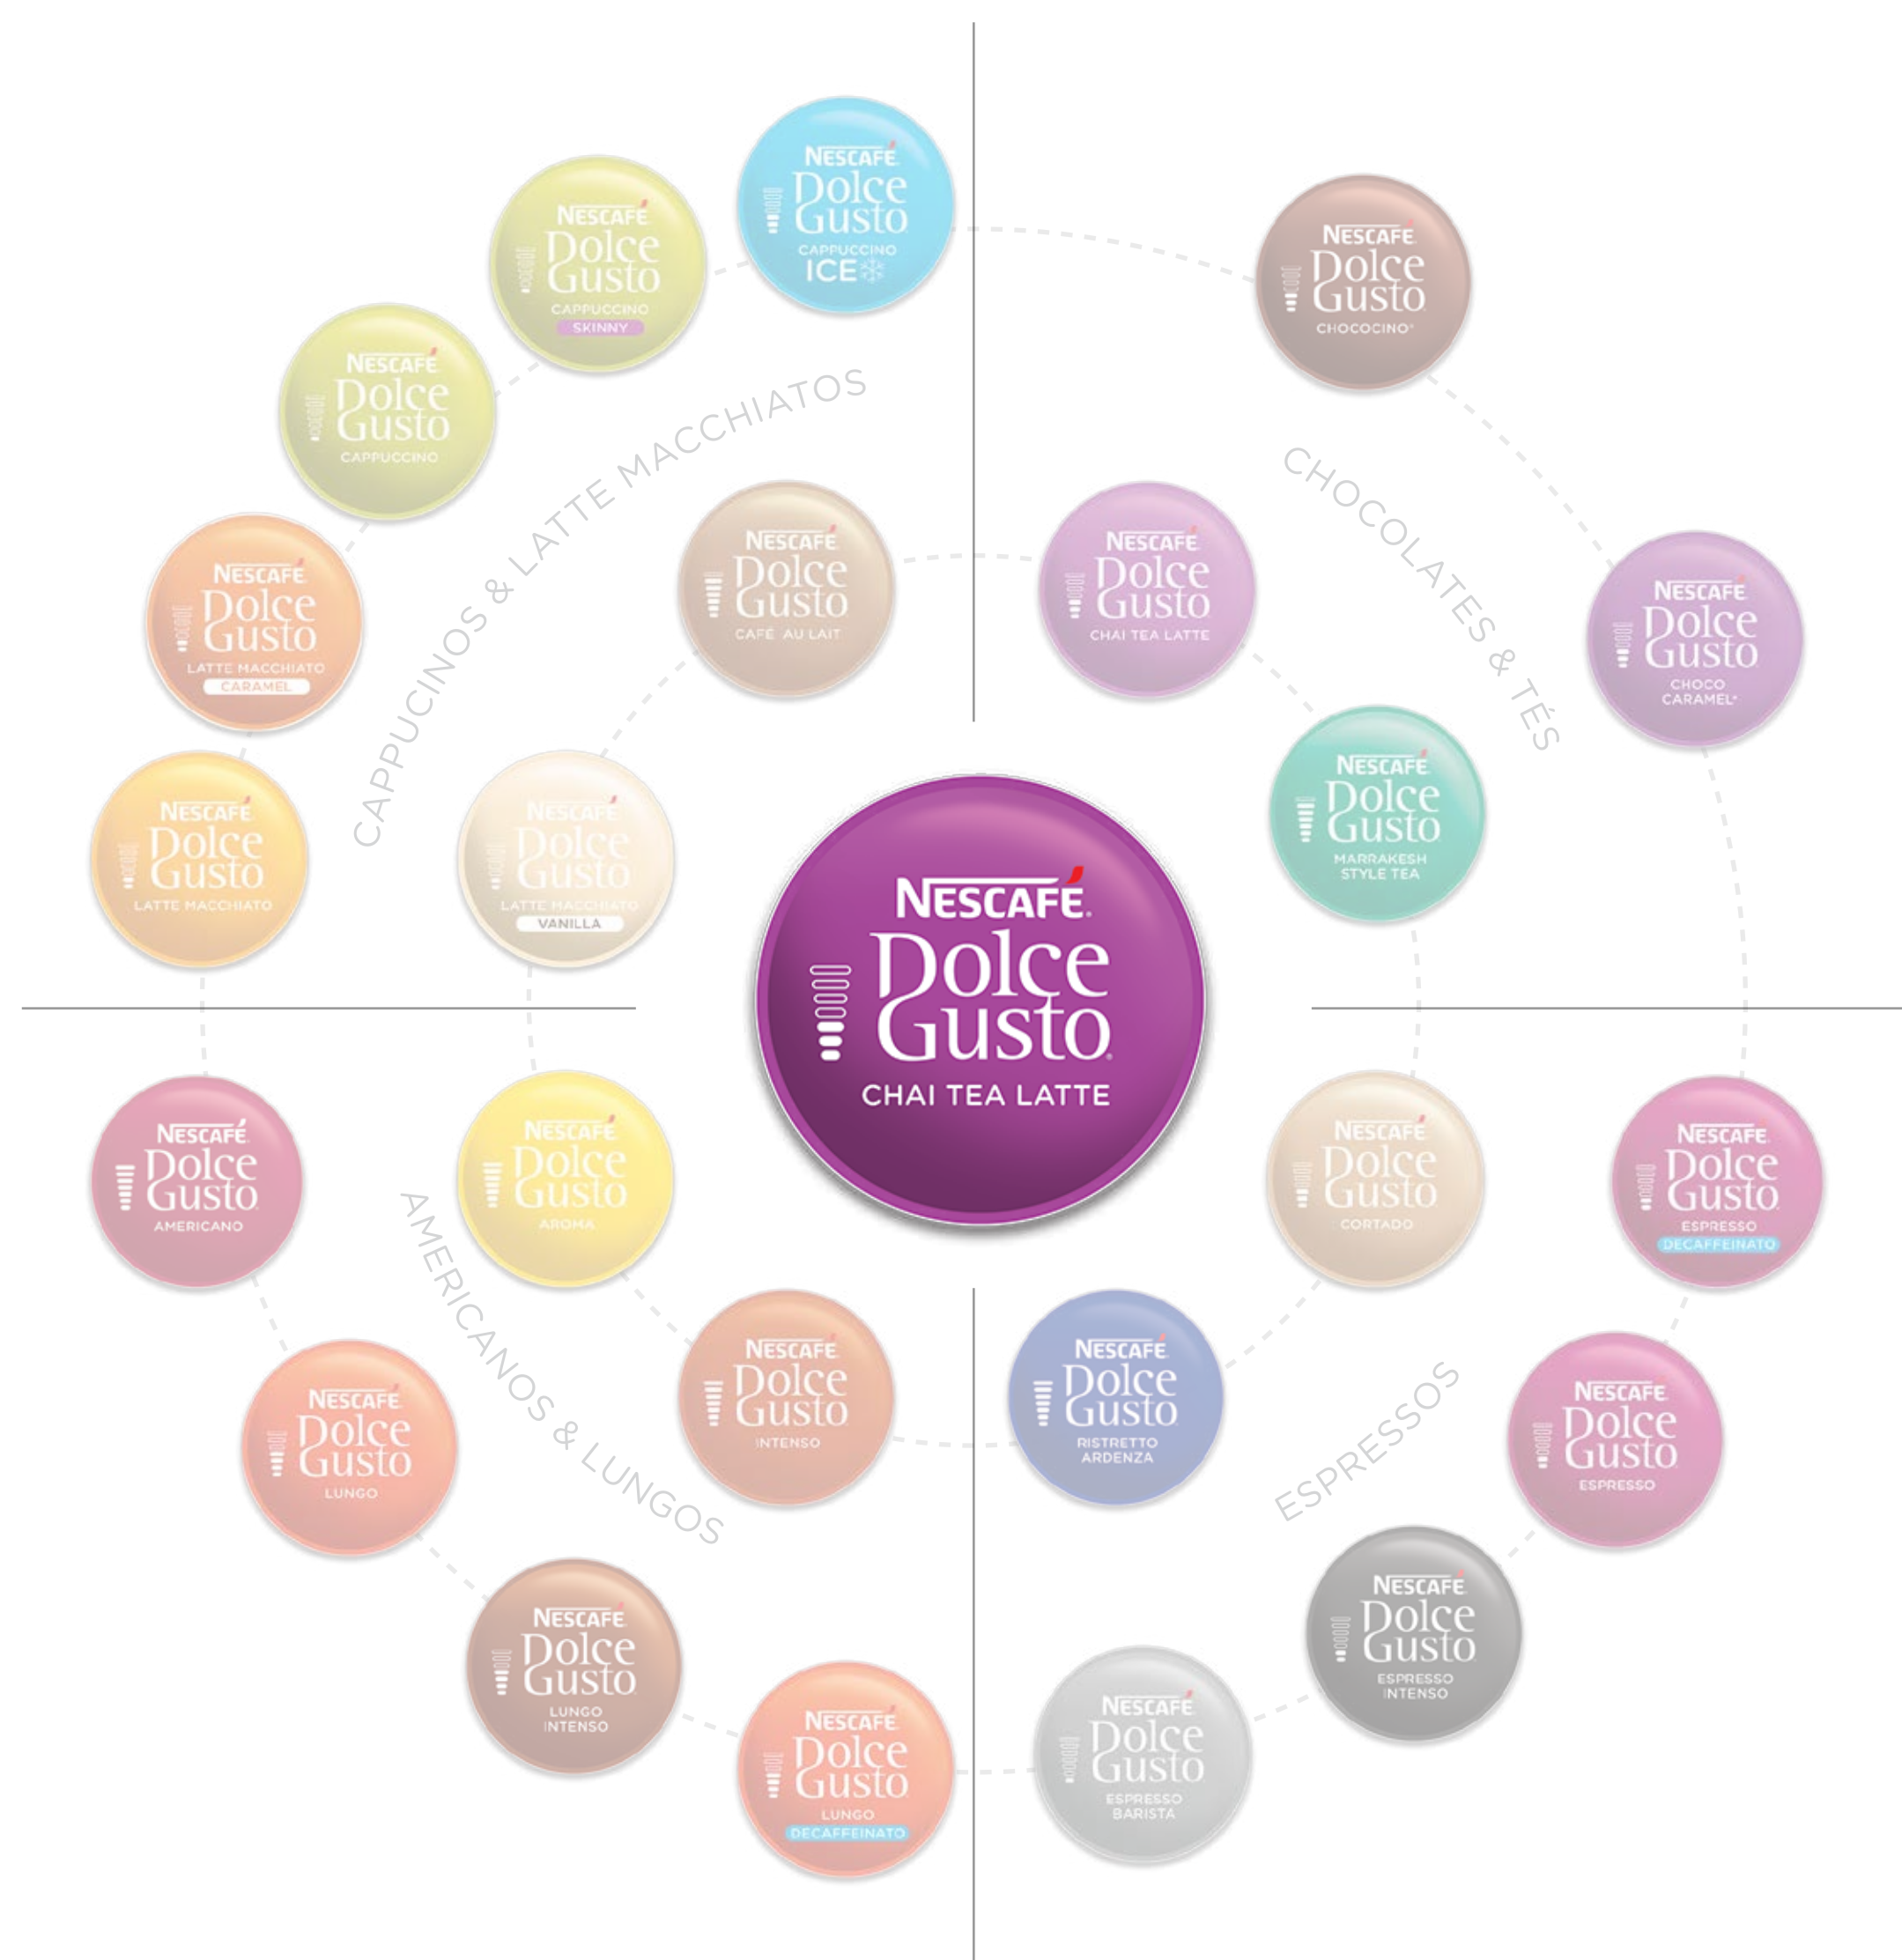 NESCAFÉ
Dolce
Gusto
CAPPUCCINO
ICE
NESCAFÉ
Dolce
Gusto
CAPPUCCINO
SKINNY
NESCAFÉ
Dolce
Gusto
CAPPUCCINO
NESCAFÉ
Dolce
Gusto
LATTE MACCHIATO
CARAMEL
NESCAFÉ
Dolce
Gusto
LATTE MACCHIATO
CAPPUCINOS & LATTE MACCHIATOS
NESCAFÉ
Dolce
Gusto
CAFÉ AU LAIT
NESCAFÉ
Dolce
Gusto
LATTE MACCHIATO
VANILLA
NESCAFÉ
Dolce
Gusto
CHOCOCINO*
NESCAFÉ
Dolce
Gusto
CHOCO
CARAMEL*
CHOCOLATES & TÉS
NESCAFÉ
Dolce
Gusto
CHAI TEA LATTE
NESCAFÉ
Dolce
Gusto
MARRAKESH
STYLE TEA
NESCAFÉ®
Dolce
Gusto®
CHAI TEA LATTE
NESCAFÉ
Dolce
Gusto
AMERICANO
NESCAFÉ
Dolce
Gusto
AROMA
AMERICANOS & LUNGOS
NESCAFÉ
Dolce
Gusto
INTENSO
NESCAFÉ
Dolce
Gusto
LUNGO
NESCAFÉ
Dolce
Gusto
LUNGO
INTENSO
NESCAFÉ
Dolce
Gusto
LUNGO
DECAFFEINATO
NESCAFÉ
Dolce
Gusto
CORTADO
NESCAFÉ
Dolce
Gusto
ESPRESSO
DECAFFEINATO
NESCAFÉ
Dolce
Gusto
RISTRETTO
ARDENZA
ESPRESSOS
NESCAFÉ
Dolce
Gusto
ESPRESSO
NESCAFÉ
Dolce
Gusto
ESPRESSO
INTENSO
NESCAFÉ
Dolce
Gusto
ESPRESSO
BARISTA